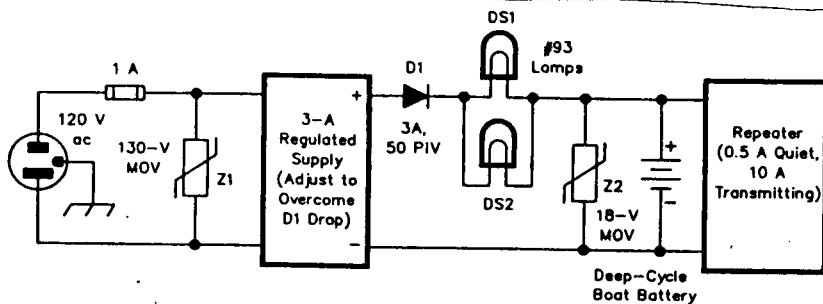 DS1
#93
Lamps
1 A
D1
120 V
ac
130-V
MOV
Z1
+
3-A
Regulated
Supply
(Adjust to
Overcome
D1 Drop)
-
3A,
50 PIV
DS2
Z2
18-V
MOV
+
-
Deep-Cycle
Boat Battery
Repeater
(0.5 A Quiet,
10 A
Transmitting)